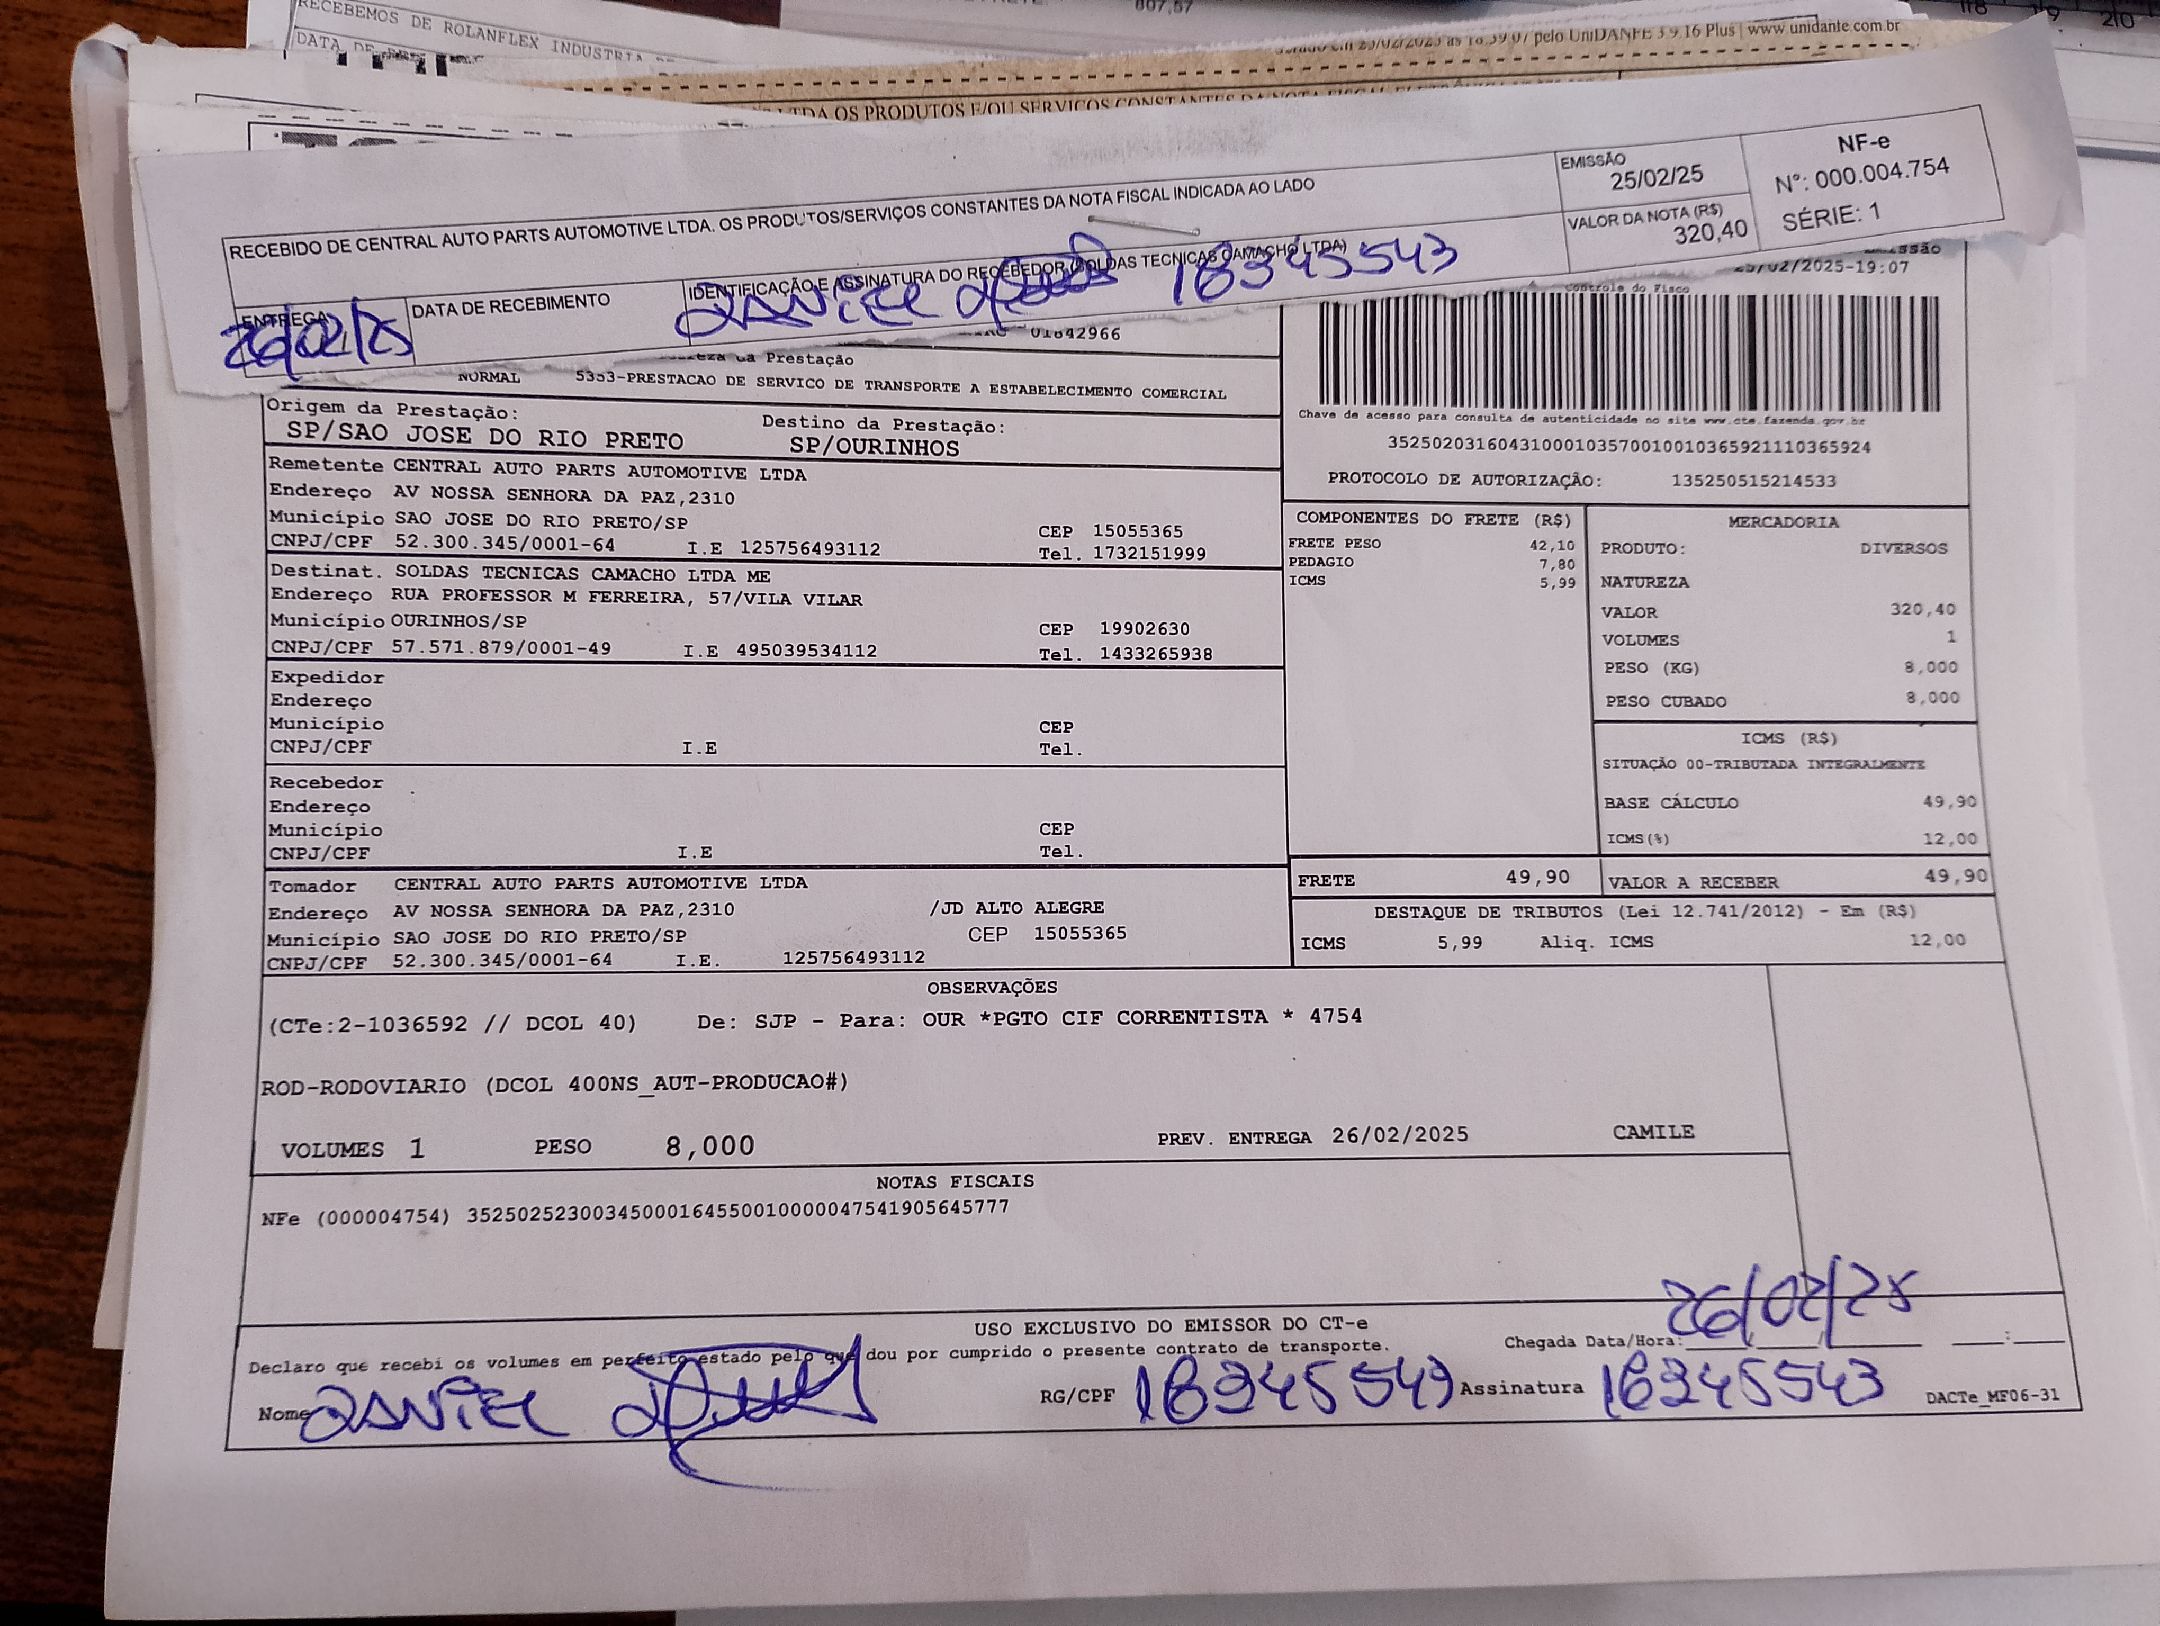 RECEBEMOS DE ROLANFLEX INDUSTRIA
DATA DE
807,57
18 19 20
25/02/2025 as 18:39:07 pelo UniDANFE 3.9.16 Plus | www.unidanfe.com.br
LTDA OS PRODUTOS E/OU SERVIÇOS CONSTANTES DA NOTA FISCAL
RECEBIDO DE CENTRAL AUTO PARTS AUTOMOTIVE LTDA. OS PRODUTOS/SERVIÇOS CONSTANTES DA NOTA FISCAL INDICADA AO LADO
EMISSÃO
25/02/25
VALOR DA NOTA (R$)
320,40
NF-e
N°: 000.004.754
SÉRIE: 1
ENTREGA
26/02/25
DATA DE RECEBIMENTO
IDENTIFICAÇÃO E ASSINATURA DO RECEBEDOR (SOLDAS TECNICAS CAMACHO LTDA)
DANIEL 18345543
/02/2025-19:07
Controle do Fisco
01842966
da Prestação
NORMAL 5353-PRESTACAO DE SERVICO DE TRANSPORTE A ESTABELECIMENTO COMERCIAL
Origem da Prestação: Destino da Prestação:
SP/SAO JOSE DO RIO PRETO SP/OURINHOS
Chave de acesso para consulta de autenticidade no site www.cte.fazenda.gov.br
35250203160431000103570010010365921110365924
PROTOCOLO DE AUTORIZAÇÃO: 135250515214533
Remetente CENTRAL AUTO PARTS AUTOMOTIVE LTDA
Endereço AV NOSSA SENHORA DA PAZ,2310
Município SAO JOSE DO RIO PRETO/SP CEP 15055365
CNPJ/CPF 52.300.345/0001-64 I.E 125756493112 Tel. 1732151999
Destinat. SOLDAS TECNICAS CAMACHO LTDA ME
Endereço RUA PROFESSOR M FERREIRA, 57/VILA VILAR
Município OURINHOS/SP CEP 19902630
CNPJ/CPF 57.571.879/0001-49 I.E 495039534112 Tel. 1433265938
Expedidor
Endereço
Município CEP
CNPJ/CPF I.E Tel.
Recebedor
Endereço
Município CEP
CNPJ/CPF I.E Tel.
Tomador CENTRAL AUTO PARTS AUTOMOTIVE LTDA
Endereço AV NOSSA SENHORA DA PAZ,2310 /JD ALTO ALEGRE
Município SAO JOSE DO RIO PRETO/SP CEP 15055365
CNPJ/CPF 52.300.345/0001-64 I.E. 125756493112
COMPONENTES DO FRETE (R$)
FRETE PESO 42,10
PEDAGIO 7,80
ICMS 5,99
MERCADORIA
PRODUTO: DIVERSOS
NATUREZA
VALOR 320,40
VOLUMES 1
PESO (KG) 8,000
PESO CUBADO 8,000
ICMS (R$)
SITUAÇÃO 00-TRIBUTADA INTEGRALMENTE
BASE CÁLCULO 49,90
ICMS(%) 12,00
FRETE 49,90 VALOR A RECEBER 49,90
DESTAQUE DE TRIBUTOS (Lei 12.741/2012) - Em (R$)
ICMS 5,99 Aliq. ICMS 12,00
OBSERVAÇÕES
(CTe:2-1036592 // DCOL 40) De: SJP - Para: OUR *PGTO CIF CORRENTISTA * 4754
ROD-RODOVIARIO (DCOL 400NS_AUT-PRODUCAO#)
VOLUMES 1 PESO 8,000 PREV. ENTREGA 26/02/2025 CAMILE
NOTAS FISCAIS
NFe (000004754) 35250252300345000164550010000047541905645777
USO EXCLUSIVO DO EMISSOR DO CT-e
Declaro que recebi os volumes em perfeito estado pelo que dou por cumprido o presente contrato de transporte.
Chegada Data/Hora: 26/02/25
Nome DANIEL RG/CPF 18345543 Assinatura 18345543 DACTe_MF06-31